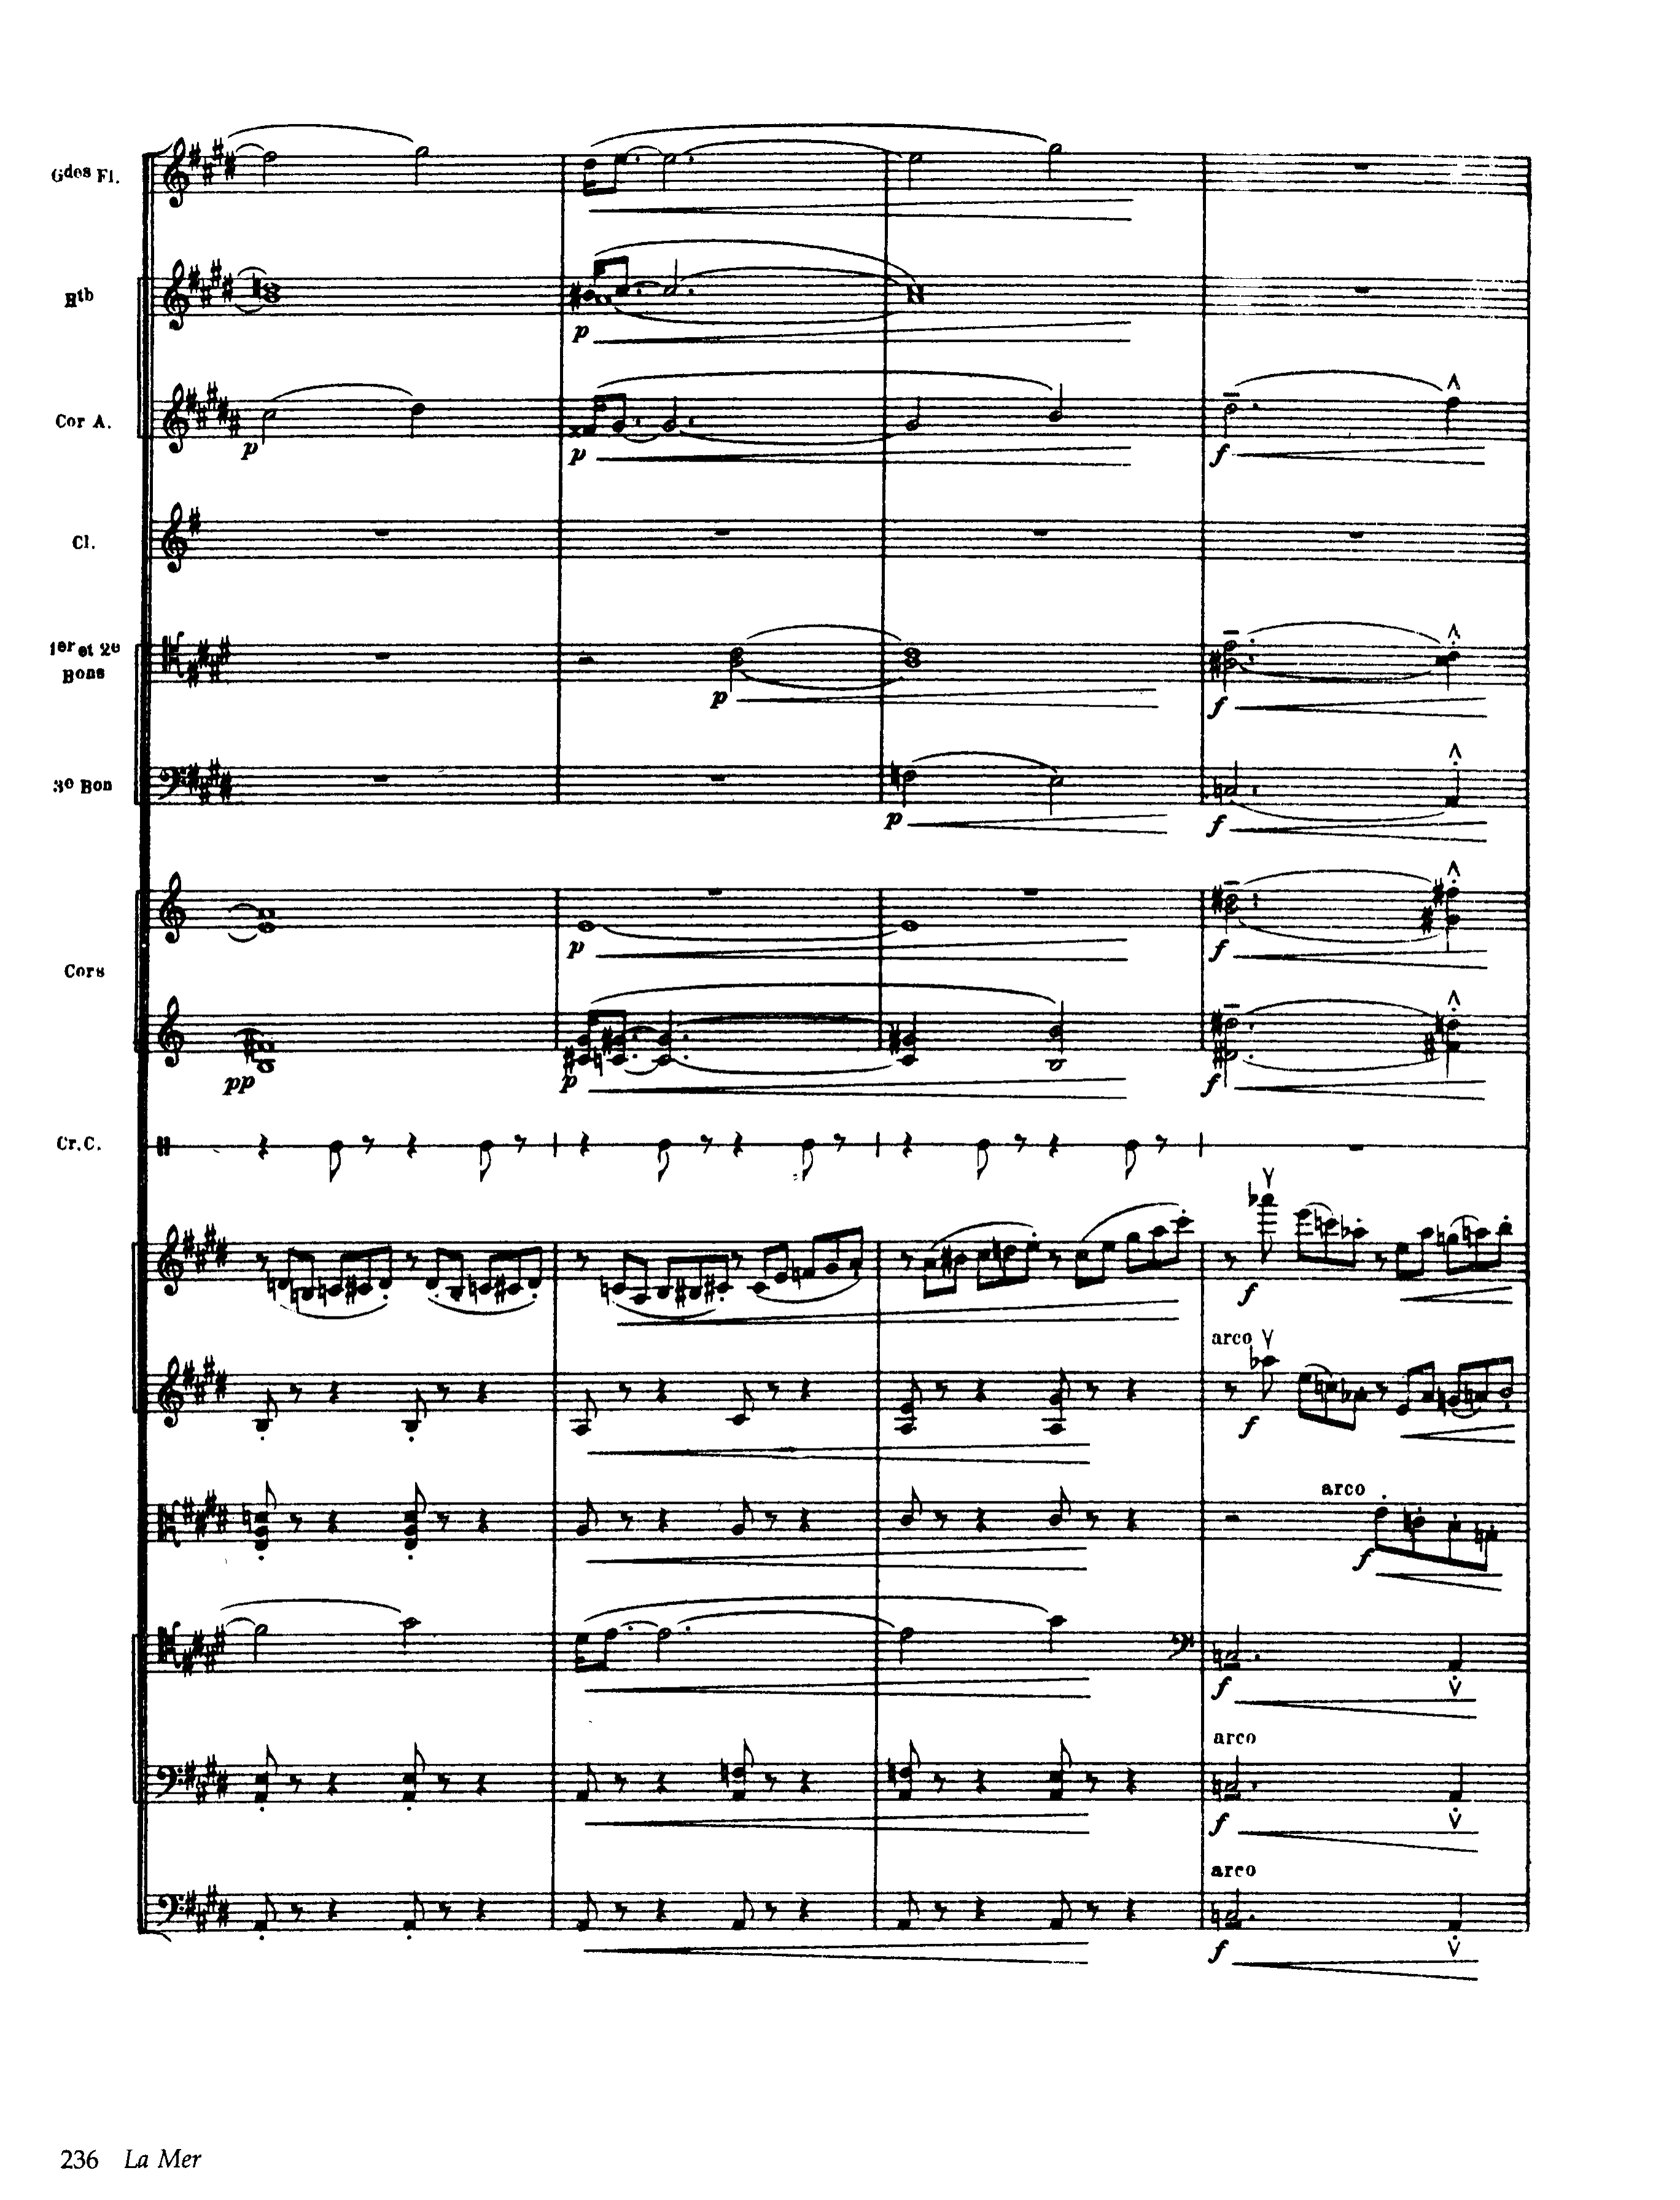 Gdes Fl.
Htb
p
p
Cor A.
p
p
f
Cl.
1er et 2e
Bons
p
f
3e Bon
p
f
p
f
Cors
pp
p
f
Cr.C.
f
arco
f
arco
f
f
arco
f
arco
f
236 La Mer